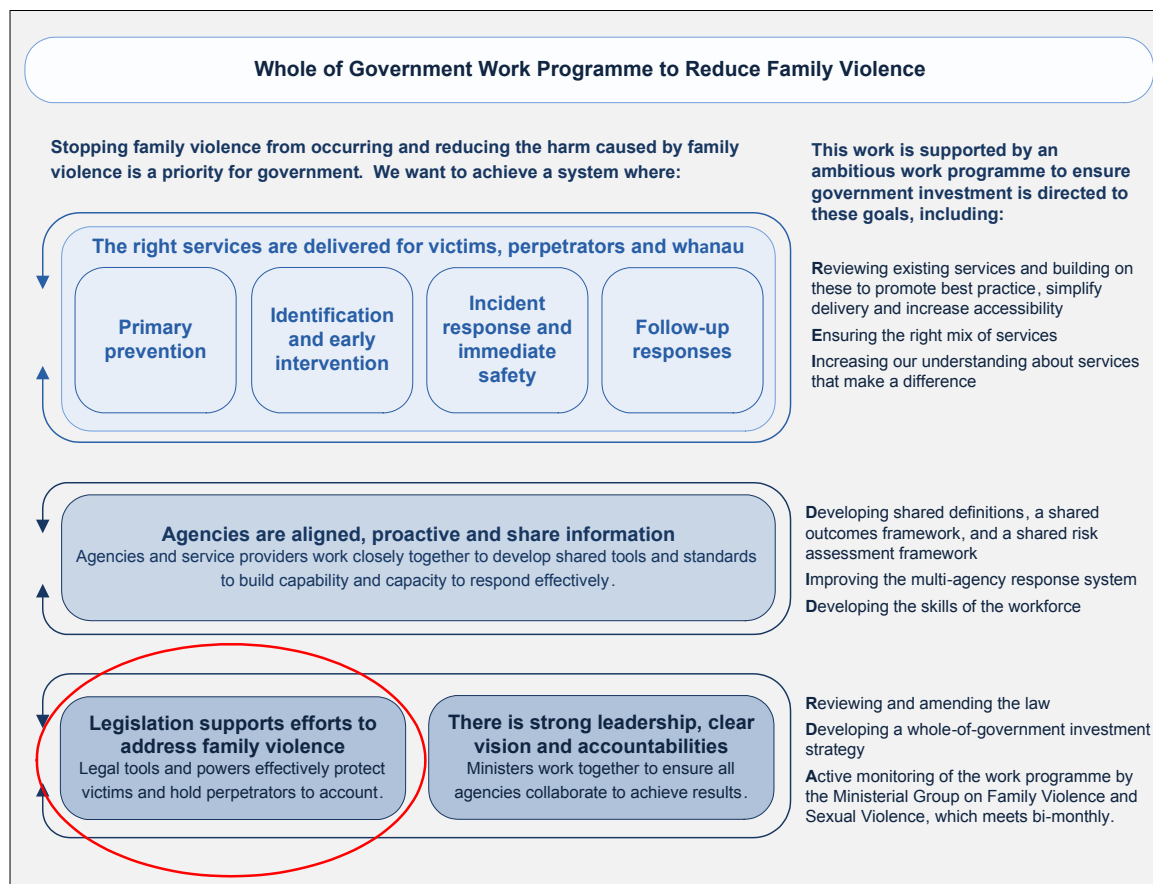 Whole of Government Work Programme to Reduce Family Violence
Stopping family violence from occurring and reducing the harm caused by family
violence is a priority for government. We want to achieve a system where:
This work is supported by an
ambitious work programme to ensure
government investment is directed to
these goals, including:
The right services are delivered for victims, perpetrators and whanau
Primary
prevention
Identification
and early
intervention
Incident
response and
immediate
safety
Follow-up
responses
Reviewing existing services and building on
these to promote best practice, simplify
delivery and increase accessibility
Ensuring the right mix of services
Increasing our understanding about services
that make a difference
Agencies are aligned, proactive and share information
Agencies and service providers work closely together to develop shared tools and standards
to build capability and capacity to respond effectively.
Developing shared definitions, a shared
outcomes framework, and a shared risk
assessment framework
Improving the multi-agency response system
Developing the skills of the workforce
Legislation supports efforts to
address family violence
Legal tools and powers effectively protect
victims and hold perpetrators to account.
There is strong leadership, clear
vision and accountabilities
Ministers work together to ensure all
agencies collaborate to achieve results.
Reviewing and amending the law
Developing a whole-of-government investment
strategy
Active monitoring of the work programme by
the Ministerial Group on Family Violence and
Sexual Violence, which meets bi-monthly.